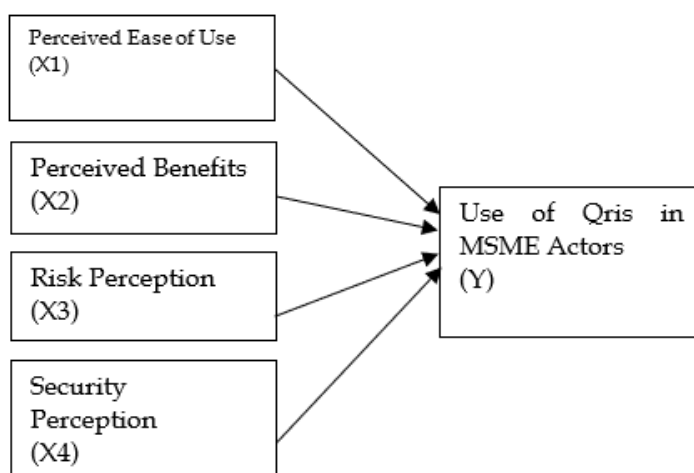 Perceived Ease of Use
(X1)
Perceived Benefits
(X2)
Risk Perception
(X3)
Security
Perception
(X4)
Use of Qris in
MSME Actors
(Y)